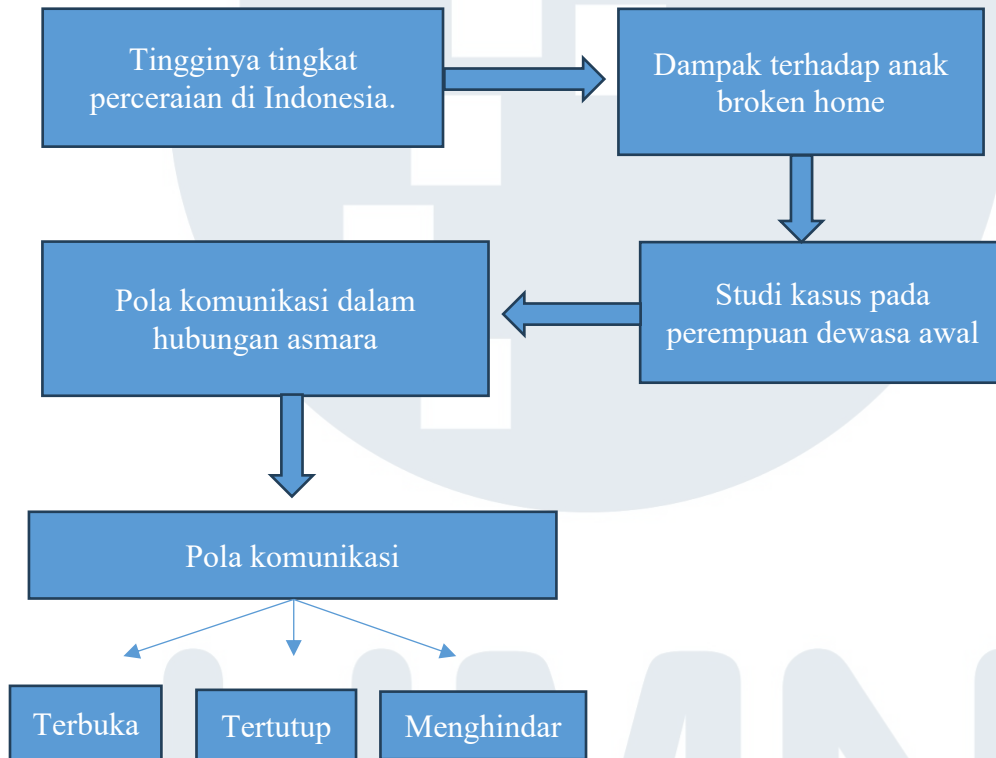 Tingginya tingkat
perceraian di Indonesia.
Dampak terhadap anak
broken home
Studi kasus pada
perempuan dewasa awal
Pola komunikasi dalam
hubungan asmara
Pola komunikasi
Terbuka
Tertutup
Menghindar